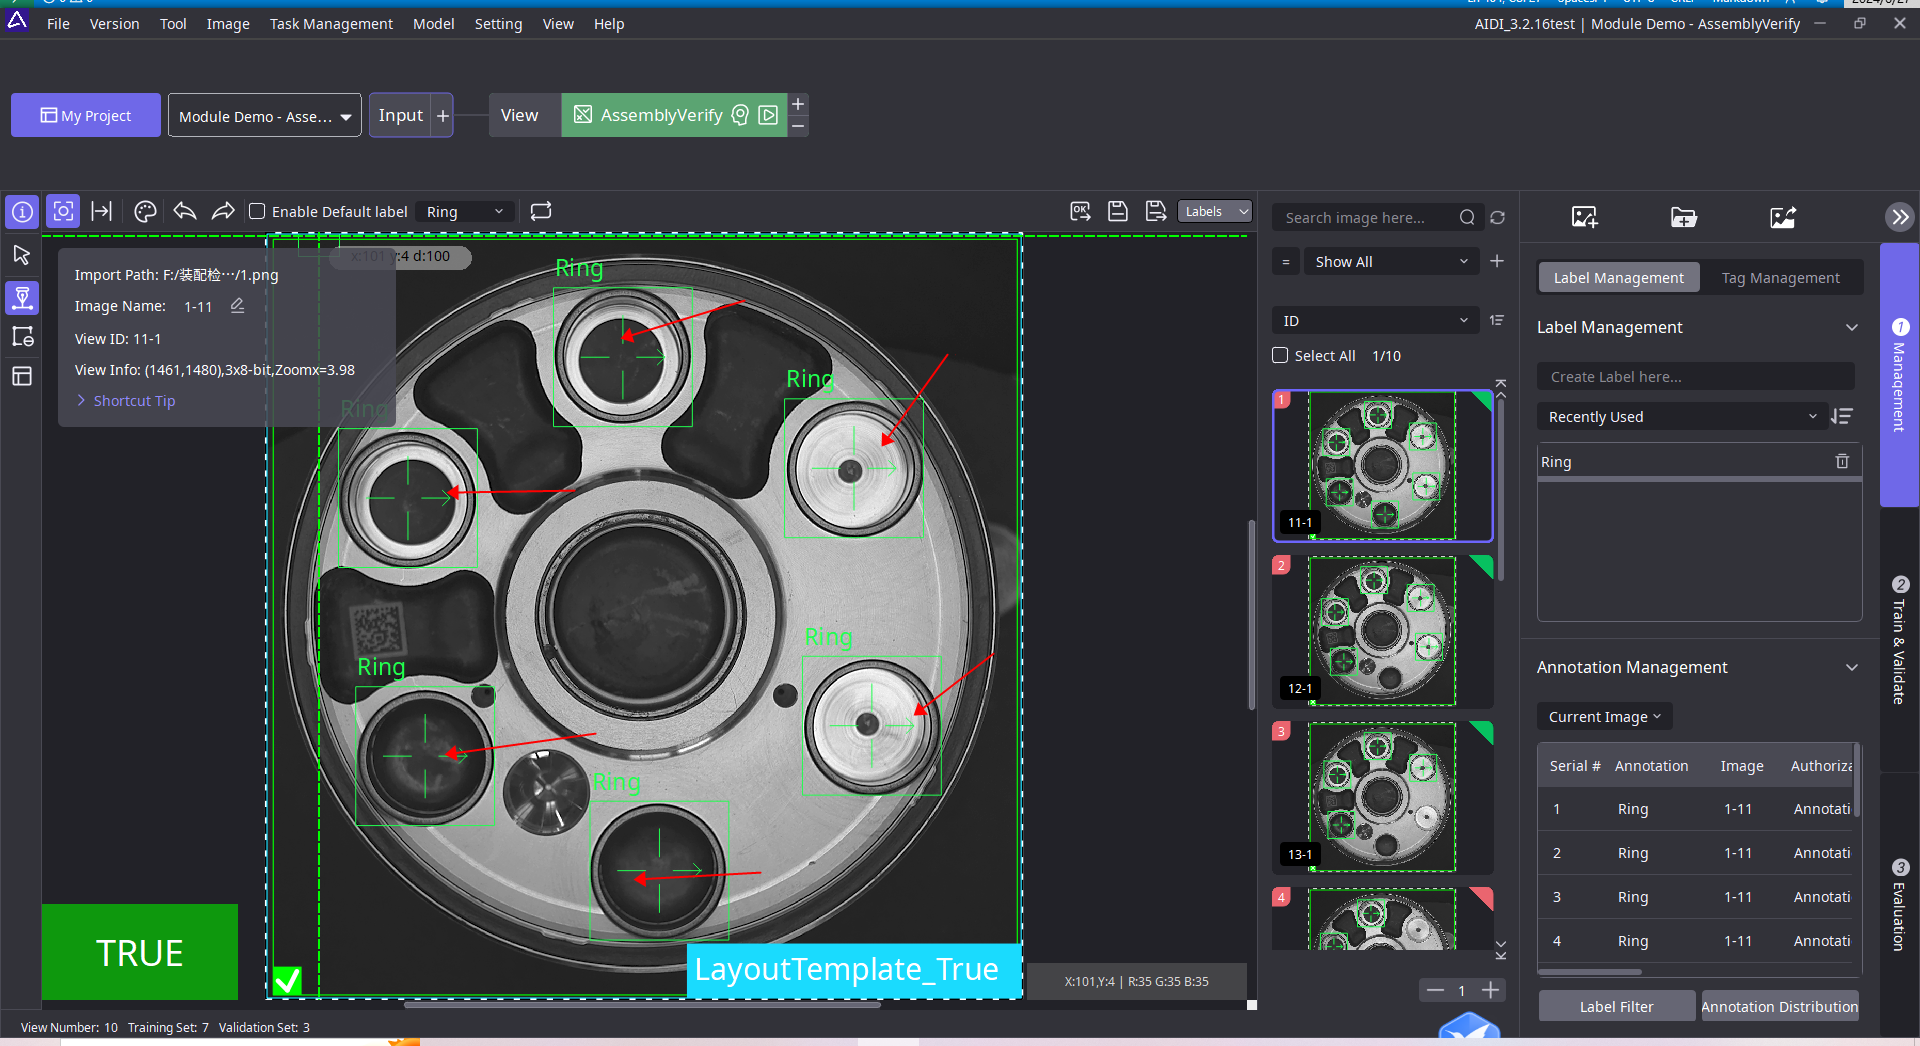 File Version Tool Image Task Management Model Setting View Help
AIDI_3.2.16test | Module Demo - AssemblyVerify
My Project
Module Demo - Asse...
Input +
View
AssemblyVerify
Enable Default label
Ring
Labels
x:101 y:4 d:100
Import Path: F:/装配检···/1.png
Image Name: 1-11
View ID: 11-1
View Info: (1461,1480),3x8-bit,Zoomx=3.98
Shortcut Tip
Ring
Ring
Ring
Ring
Ring
Ring
TRUE
LayoutTemplate_True
X:101,Y:4 | R:35 G:35 B:35
View Number: 10 Training Set: 7 Validation Set: 3
Search image here...
= Show All
ID
Select All 1/10
1
11-1
2
12-1
3
13-1
4
1
Label Management Tag Management
Label Management
Create Label here...
Recently Used
Ring
Annotation Management
Current Image
Serial # Annotation Image Authoriza
1 Ring 1-11 Annotati
2 Ring 1-11 Annotati
3 Ring 1-11 Annotati
4 Ring 1-11 Annotati
Label Filter
Annotation Distribution
1 Management
2 Train & Validate
3 Evaluation